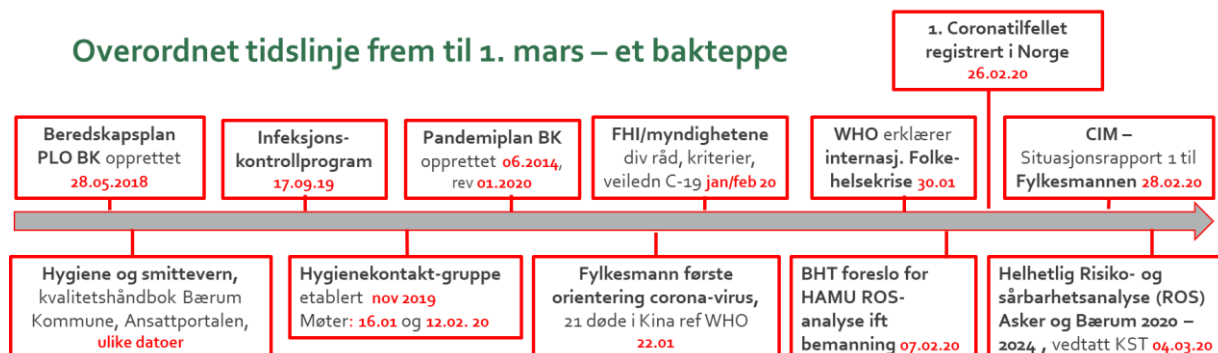 Overordnet tidslinje frem til 1. mars – et bakteppe
1. Coronatilfellet
registrert i Norge
26.02.20
Beredskapsplan
PLO BK opprettet
28.05.2018
Infeksjons-
kontrollprogram
17.09.19
Pandemiplan BK
opprettet 06.2014,
rev 01.2020
FHI/myndighetene
div råd, kriterier,
veiledn C-19 jan/feb 20
WHO erklærer
internasj. Folke-
helsekrise 30.01
CIM –
Situasjonsrapport 1 til
Fylkesmannen 28.02.20
Hygiene og smittevern,
kvalitetshåndbok Bærum
Kommune, Ansattportalen,
ulike datoer
Hygienekontakt-gruppe
etablert nov 2019
Møter: 16.01 og 12.02. 20
Fylkesmann første
orientering corona-virus,
21 døde i Kina ref WHO
22.01
BHT foreslo for
HAMU ROS-
analyse ift
bemanning 07.02.20
Helhetlig Risiko- og
sårbarhetsanalyse (ROS)
Asker og Bærum 2020 –
2024 , vedtatt KST 04.03.20